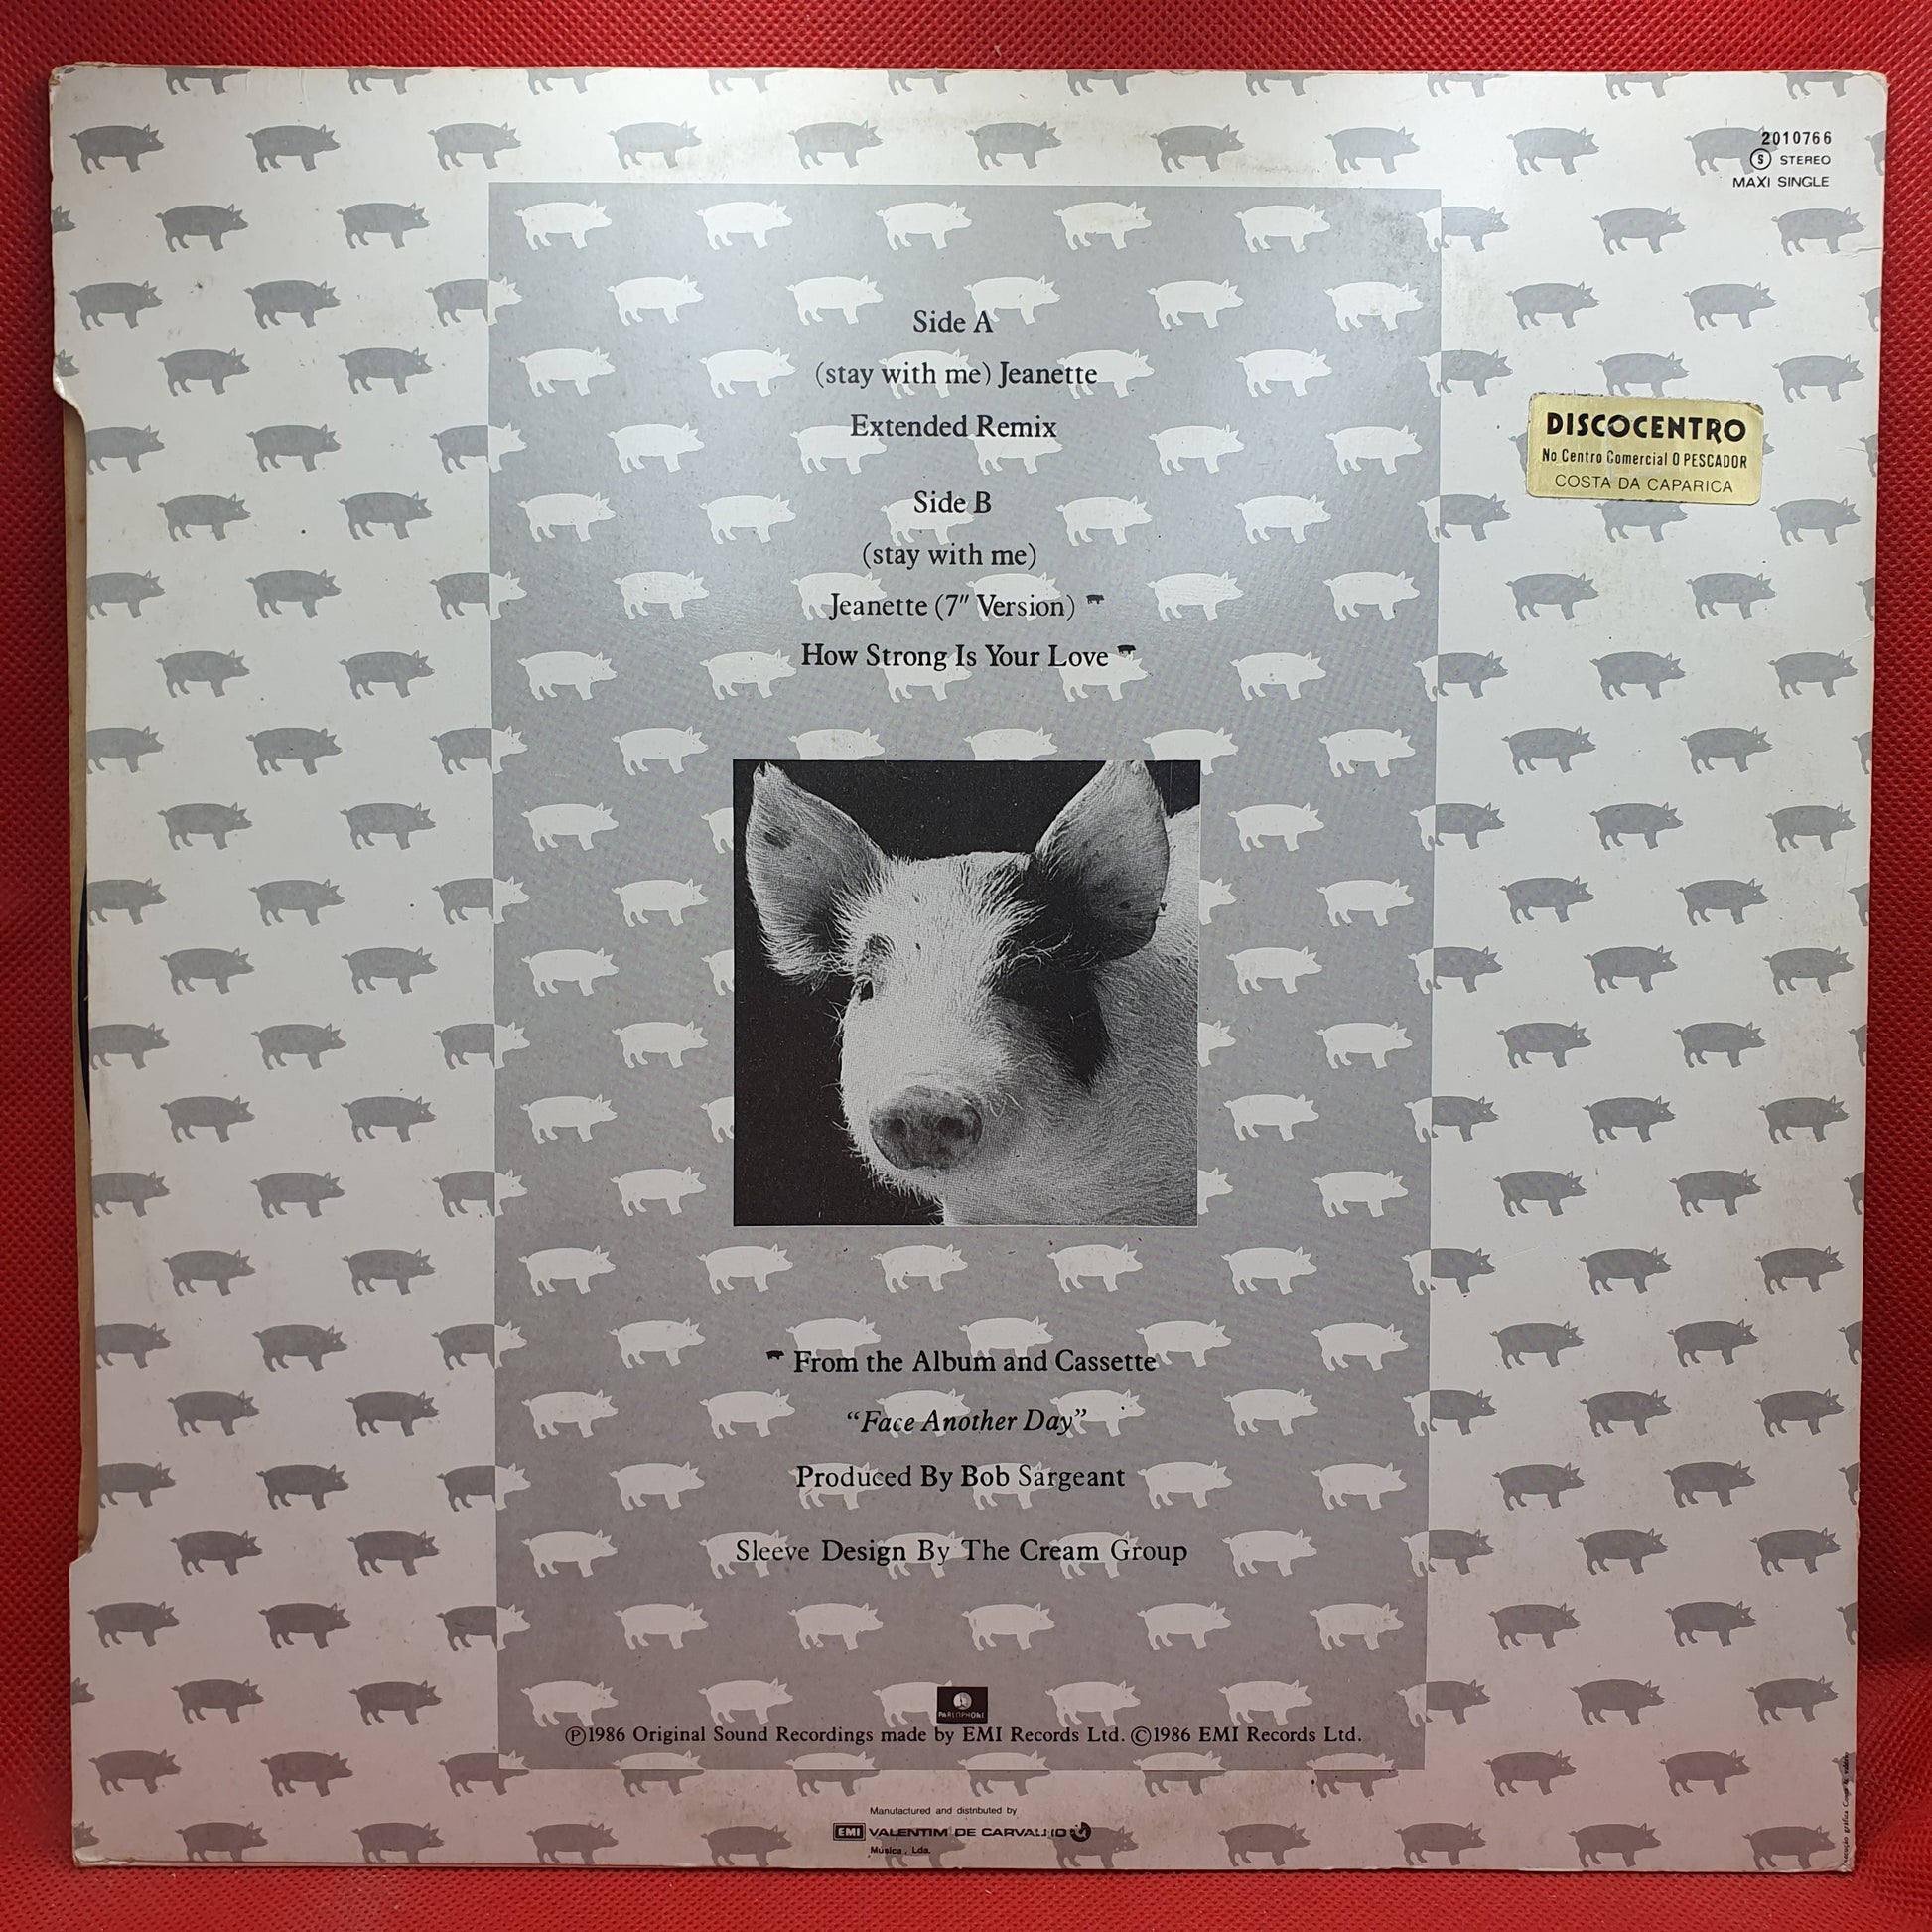 2010766
S STEREO
MAXI SINGLE
Side A
(stay with me) Jeanette
Extended Remix
DISCOCENTRO
No Centro Comercial O PESCADOR
COSTA DA CAPARICA
Side B
(stay with me)
Jeanette (7" Version)
How Strong Is Your Love
From the Album and Cassette
“Face Another Day”
Produced By Bob Sargeant
Sleeve Design By The Cream Group
PARLOPHONE
Ⓟ1986 Original Sound Recordings made by EMI Records Ltd. ©1986 EMI Records Ltd.
Manufactured and distributed by
EMI VALENTIM DE CARVALHO
Música, Lda.